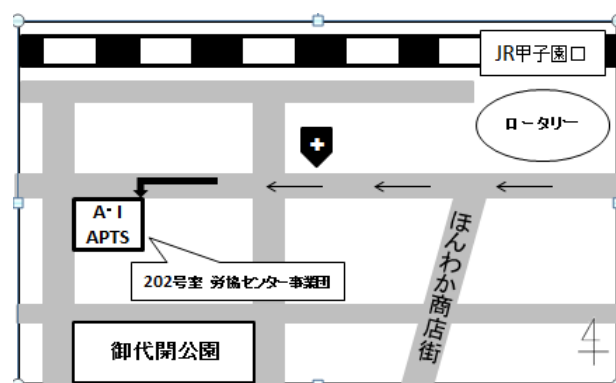 JR甲子園口
ロータリー
A・I
APTS
202号室 労協センター事業団
ほんわか商店街
御代開公園
4